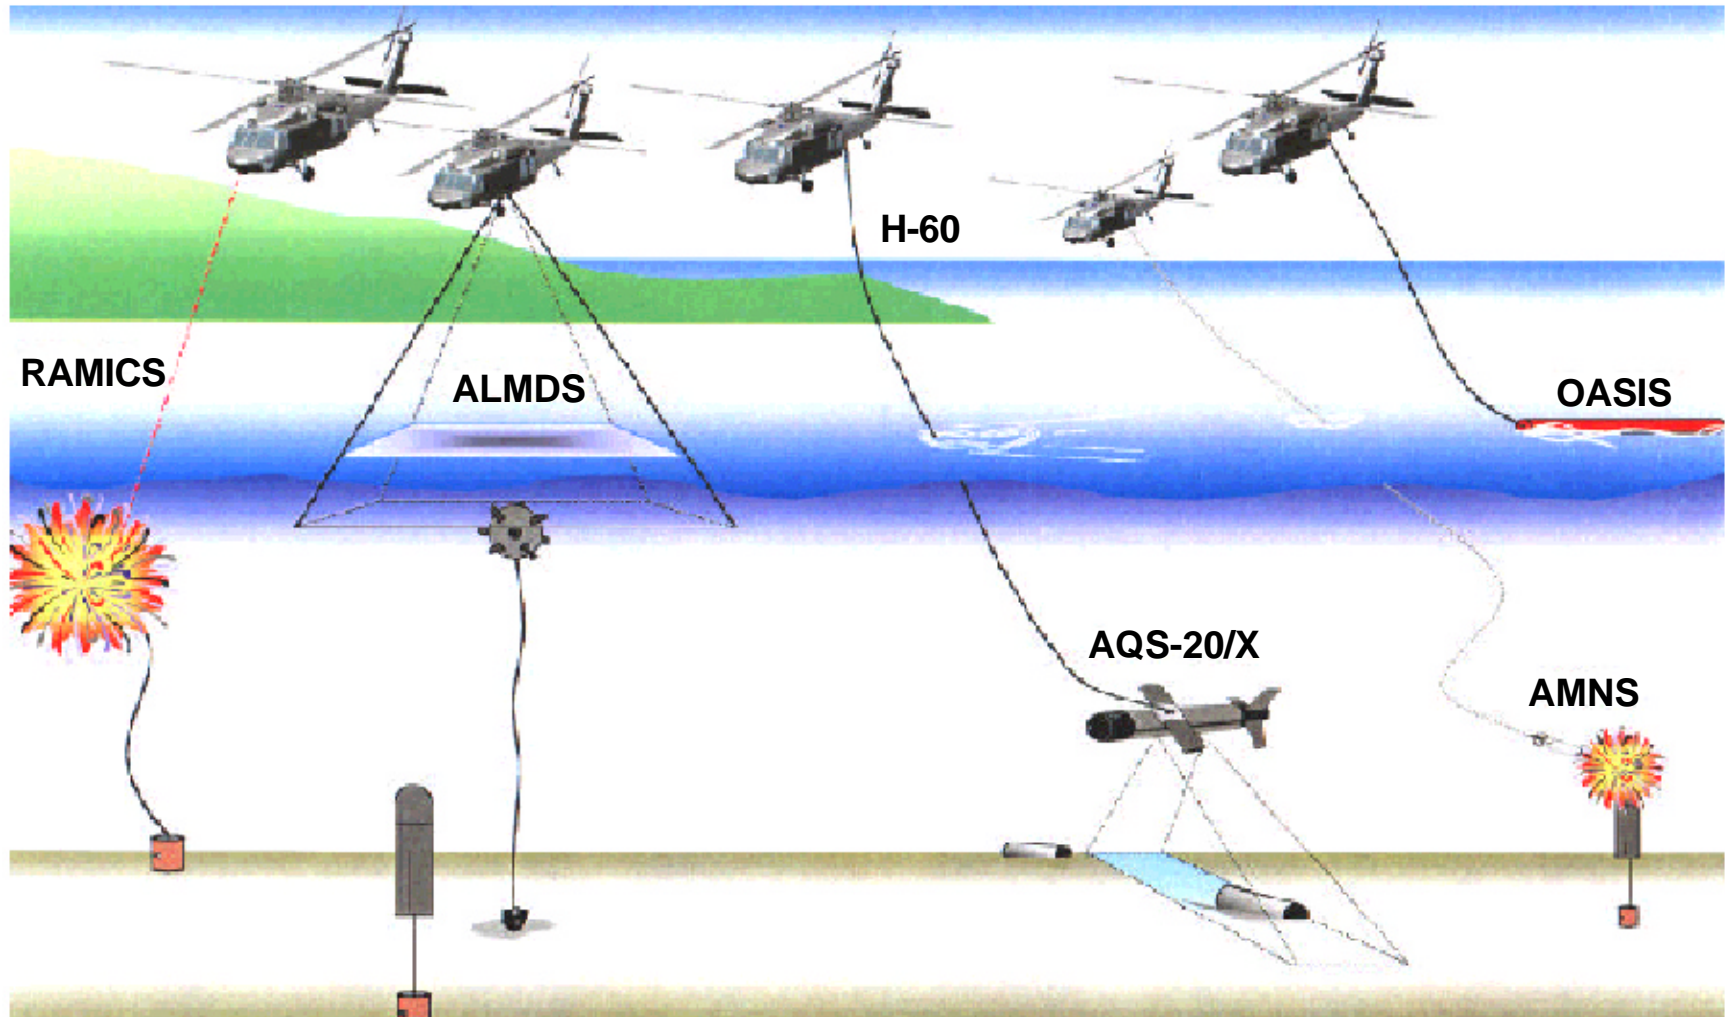 H-60
RAMICS
ALMDS
OASIS
AQS-20/X
AMNS